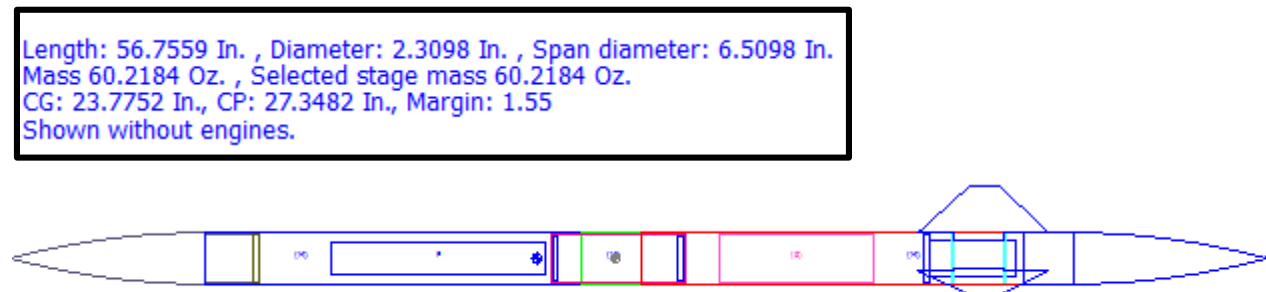 Length: 56.7559 In. , Diameter: 2.3098 In. , Span diameter: 6.5098 In.
Mass 60.2184 Oz. , Selected stage mass 60.2184 Oz.
CG: 23.7752 In., CP: 27.3482 In., Margin: 1.55
Shown without engines.